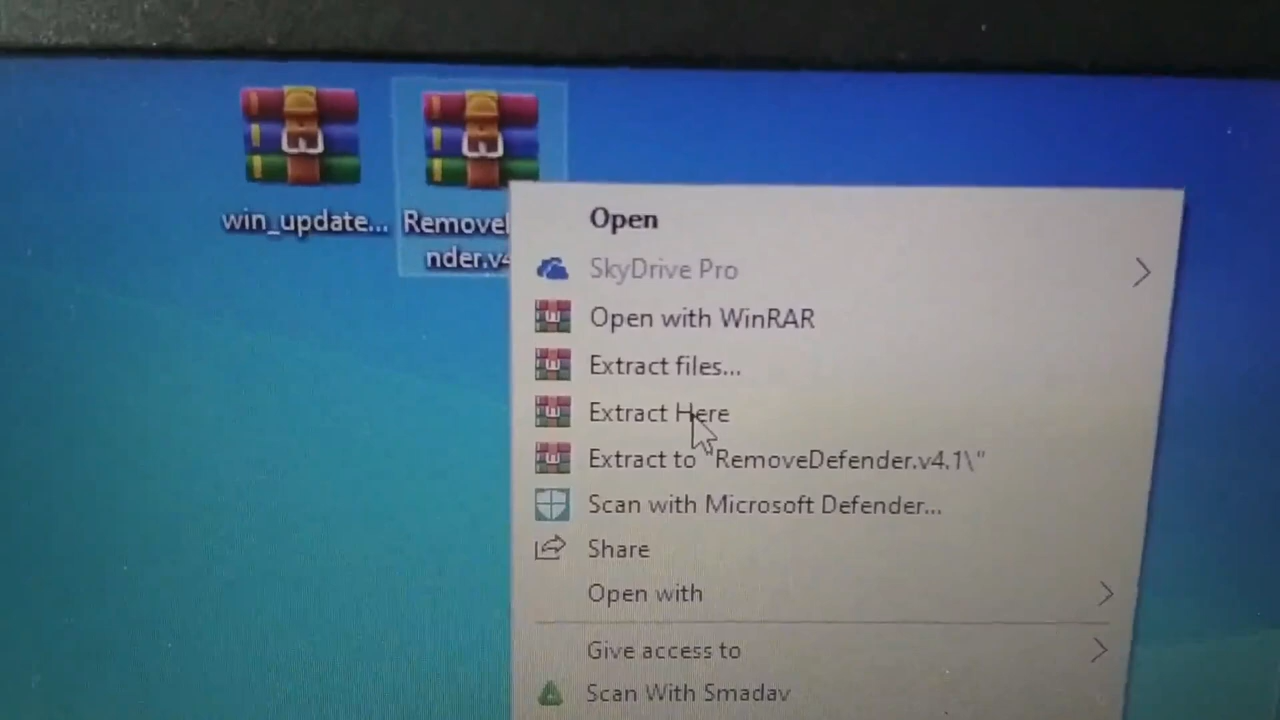 win_update...
Remove
nder.v4
Open
SkyDrive Pro
Open with WinRAR
Extract files...
Extract Here
Extract to "RemoveDefender.v4.1\"
Scan with Microsoft Defender...
Share
Open with
Give access to
Scan With Smadav